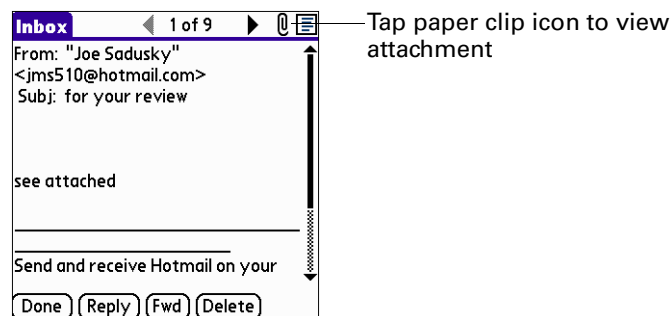 Inbox 1 of 9
Tap paper clip icon to view
attachment
From: "Joe Sadusky"
<jms510@hotmail.com>
Subj: for your review
see attached
Send and receive Hotmail on your
Done Reply Fwd Delete